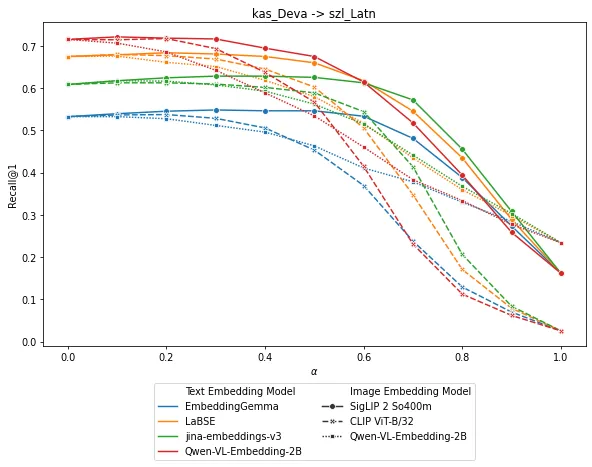 kas_Deva -> szl_Latn
Recall@1
0.7
0.6
0.5
0.4
0.3
0.2
0.1
0.0
0.0 0.2 0.4 0.6 0.8 1.0
α
Text Embedding Model
EmbeddingGemma
LaBSE
jina-embeddings-v3
Qwen-VL-Embedding-2B
Image Embedding Model
SigLIP 2 So400m
CLIP ViT-B/32
Qwen-VL-Embedding-2B